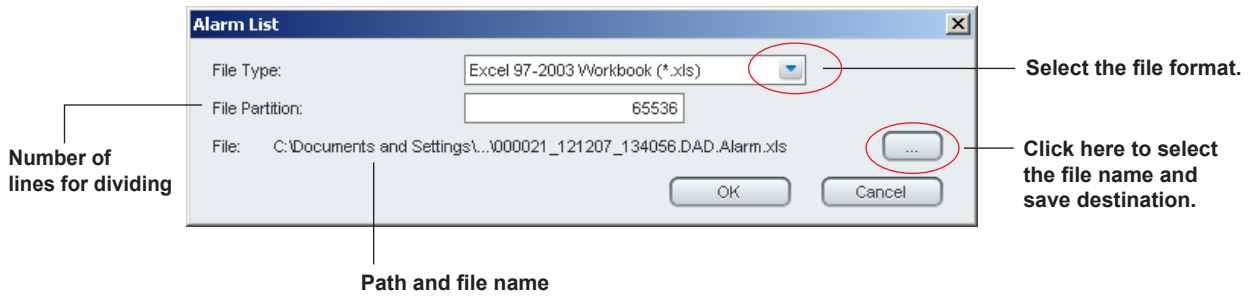 Alarm List
File Type: Excel 97-2003 Workbook (*.xls)
Select the file format.
File Partition: 65536
File: C:\Documents and Settings\...\000021_121207_134056.DAD.Alarm.xls ...
Number of
lines for dividing
Click here to select
the file name and
save destination.
OK Cancel
Path and file name